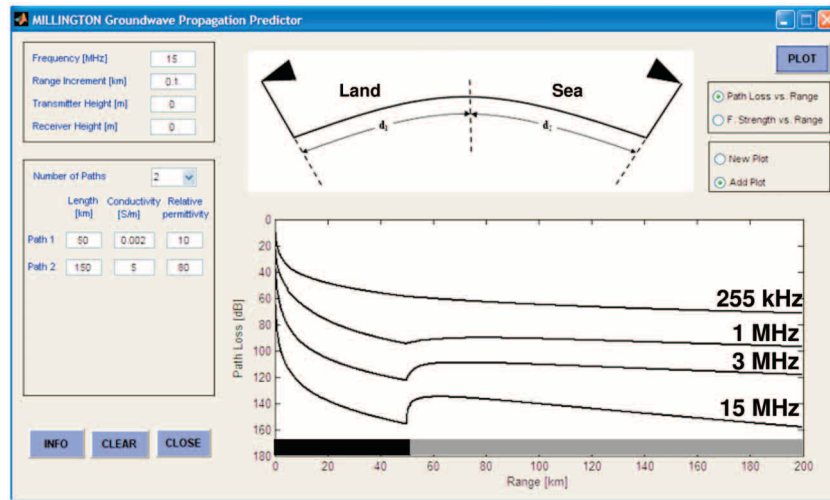 MILLINGTON Groundwave Propagation Predictor
Frequency [MHz] 15
Range Increment [km] 0.1
Transmitter Height [m] 0
Receiver Height [m] 0
Number of Paths 2
Length [km] Conductivity [S/m] Relative permittivity
Path 1 50 0.002 10
Path 2 150 5 80
INFO CLEAR CLOSE
Land Sea
d₁ d₂
PLOT
Path Loss vs. Range
F. Strength vs. Range
New Plot
Add Plot
Path Loss [dB]
0
20
40
60
80
100
120
140
160
180
255 kHz
1 MHz
3 MHz
15 MHz
0 20 40 60 80 100 120 140 160 180 200
Range [km]